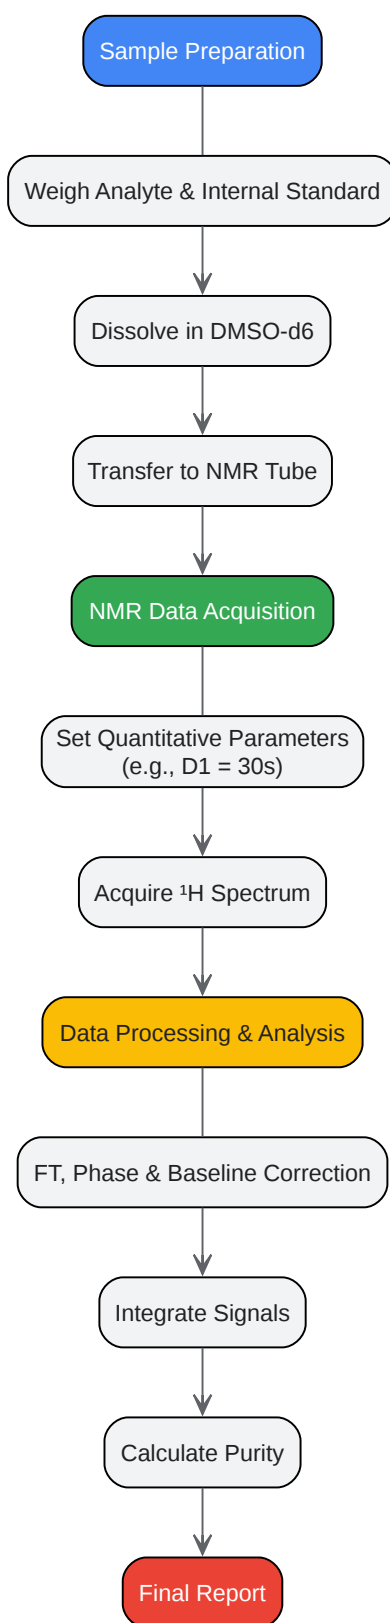 Sample Preparation
Weigh Analyte & Internal Standard
Dissolve in DMSO-d6
Transfer to NMR Tube
NMR Data Acquisition
Set Quantitative Parameters
(e.g., D1 = 30s)
Acquire ¹H Spectrum
Data Processing & Analysis
FT, Phase & Baseline Correction
Integrate Signals
Calculate Purity
Final Report